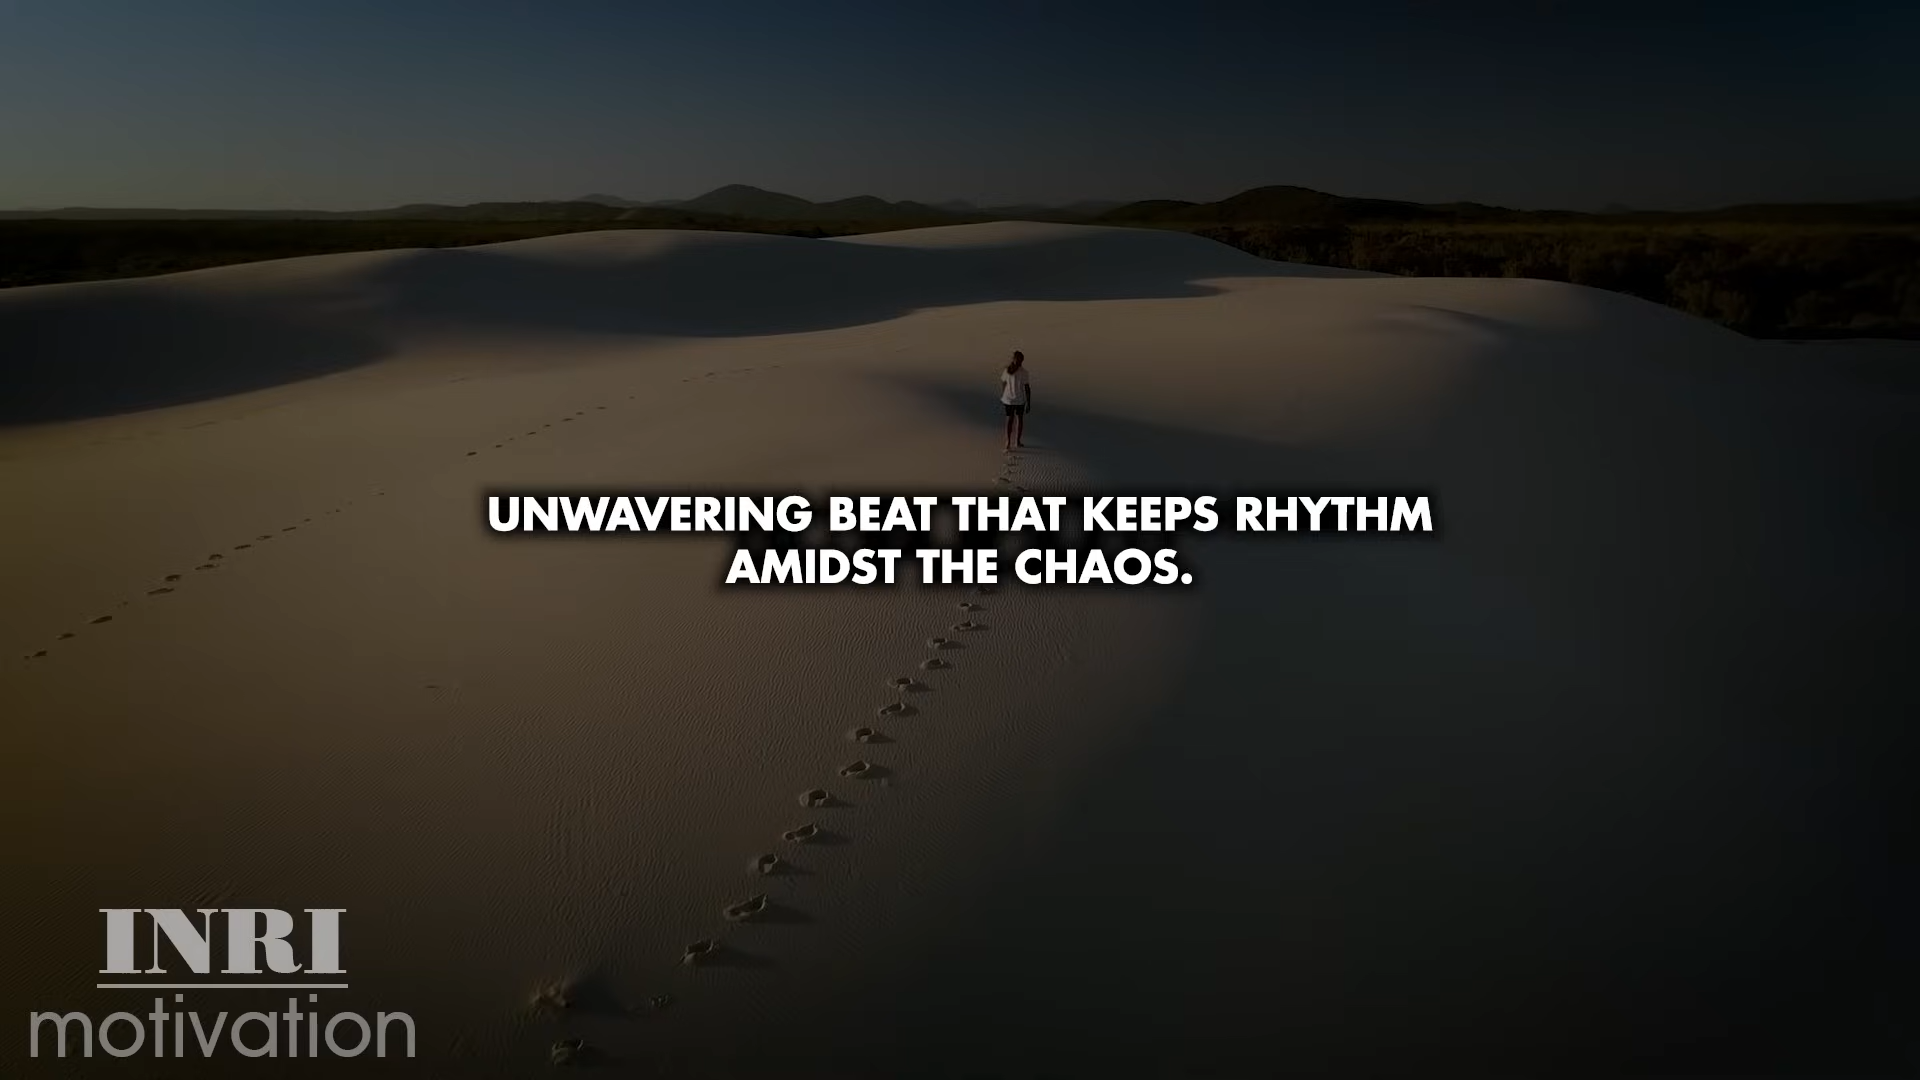 UNWAVERING BEAT THAT KEEPS RHYTHM
AMIDST THE CHAOS.
INRI
motivation